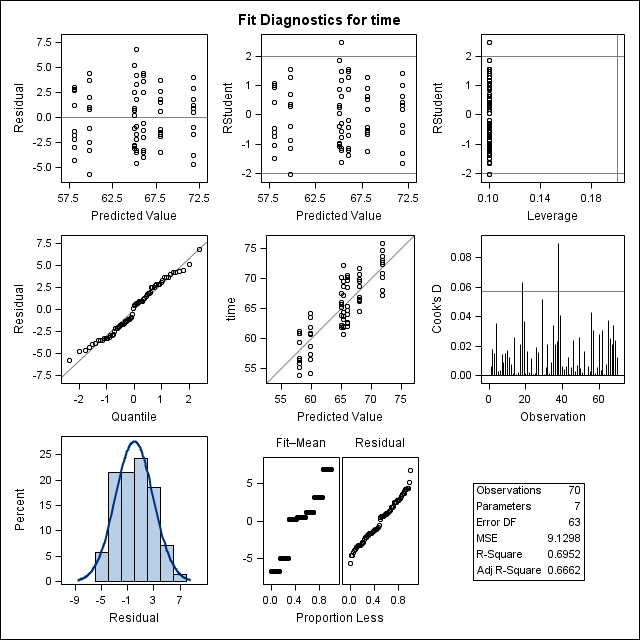 Fit Diagnostics for time
Residual
7.5
5.0
2.5
0.0
-2.5
-5.0
57.5 62.5 67.5 72.5
Predicted Value
RStudent
2
1
0
-1
-2
57.5 62.5 67.5 72.5
Predicted Value
RStudent
2
1
0
-1
-2
0.10 0.14 0.18
Leverage
Residual
7.5
5.0
2.5
0.0
-2.5
-5.0
-7.5
-2 -1 0 1 2
Quantile
time
75
70
65
60
55
55 60 65 70 75
Predicted Value
Cook's D
0.08
0.06
0.04
0.02
0.00
0 20 40 60
Observation
Percent
25
20
15
10
5
0
-9 -5 -1 3 7
Residual
Fit–Mean Residual
5
0
-5
0.0 0.4 0.8 0.0 0.4 0.8
Proportion Less
Observations 70
Parameters 7
Error DF 63
MSE 9.1298
R-Square 0.6952
Adj R-Square 0.6662